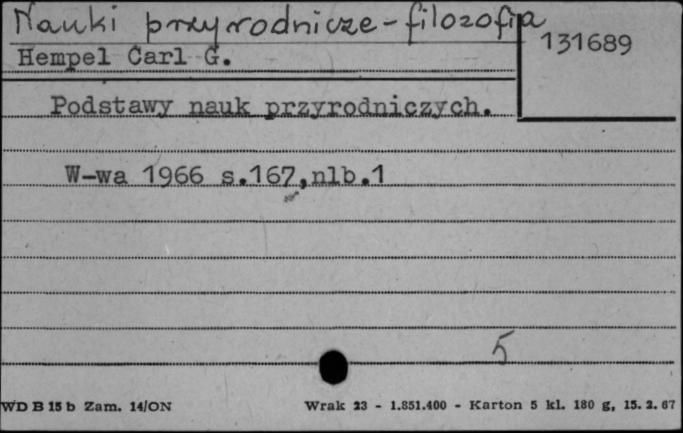 Nauki przyrodnicze - filozofia
131689
Hempel Carl G.
Podstawy nauk przyrodniczych.
W-wa 1966 s.167,nlb.1
5
WD B 15 b Zam. 14/ON
Wrak 23 - 1.851.400 - Karton 5 kl. 180 g, 15. 2. 67